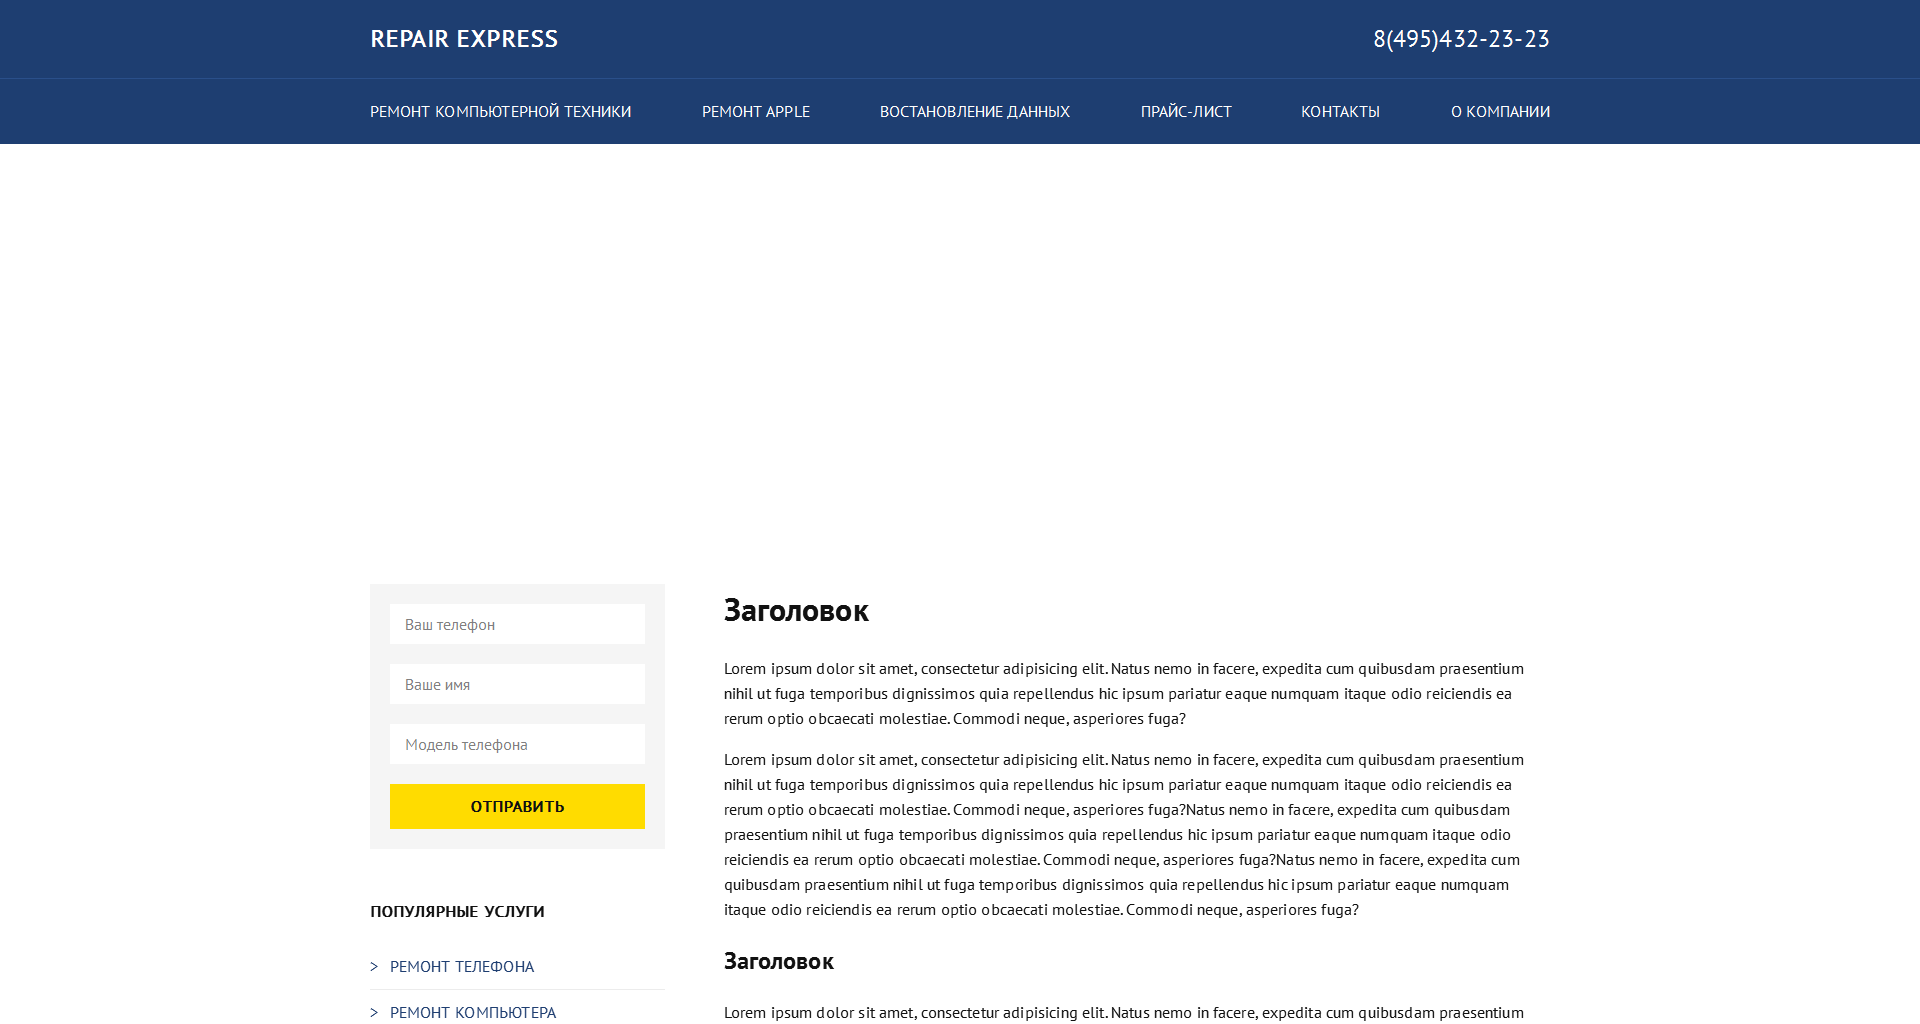 REPAIR EXPRESS
8(495)432-23-23
РЕМОНТ КОМПЬЮТЕРНОЙ ТЕХНИКИ
РЕМОНТ APPLE
ВОСТАНОВЛЕНИЕ ДАННЫХ
ПРАЙС-ЛИСТ
КОНТАКТЫ
О КОМПАНИИ
Ваш телефон
Ваше имя
Модель телефона
ОТПРАВИТЬ
ПОПУЛЯРНЫЕ УСЛУГИ
> РЕМОНТ ТЕЛЕФОНА
> РЕМОНТ КОМПЬЮТЕРА
Заголовок
Lorem ipsum dolor sit amet, consectetur adipisicing elit. Natus nemo in facere, expedita cum quibusdam praesentium
nihil ut fuga temporibus dignissimos quia repellendus hic ipsum pariatur eaque numquam itaque odio reiciendis ea
rerum optio obcaecati molestiae. Commodi neque, asperiores fuga?
Lorem ipsum dolor sit amet, consectetur adipisicing elit. Natus nemo in facere, expedita cum quibusdam praesentium
nihil ut fuga temporibus dignissimos quia repellendus hic ipsum pariatur eaque numquam itaque odio reiciendis ea
rerum optio obcaecati molestiae. Commodi neque, asperiores fuga?Natus nemo in facere, expedita cum quibusdam
praesentium nihil ut fuga temporibus dignissimos quia repellendus hic ipsum pariatur eaque numquam itaque odio
reiciendis ea rerum optio obcaecati molestiae. Commodi neque, asperiores fuga?Natus nemo in facere, expedita cum
quibusdam praesentium nihil ut fuga temporibus dignissimos quia repellendus hic ipsum pariatur eaque numquam
itaque odio reiciendis ea rerum optio obcaecati molestiae. Commodi neque, asperiores fuga?
Заголовок
Lorem ipsum dolor sit amet, consectetur adipisicing elit. Natus nemo in facere, expedita cum quibusdam praesentium